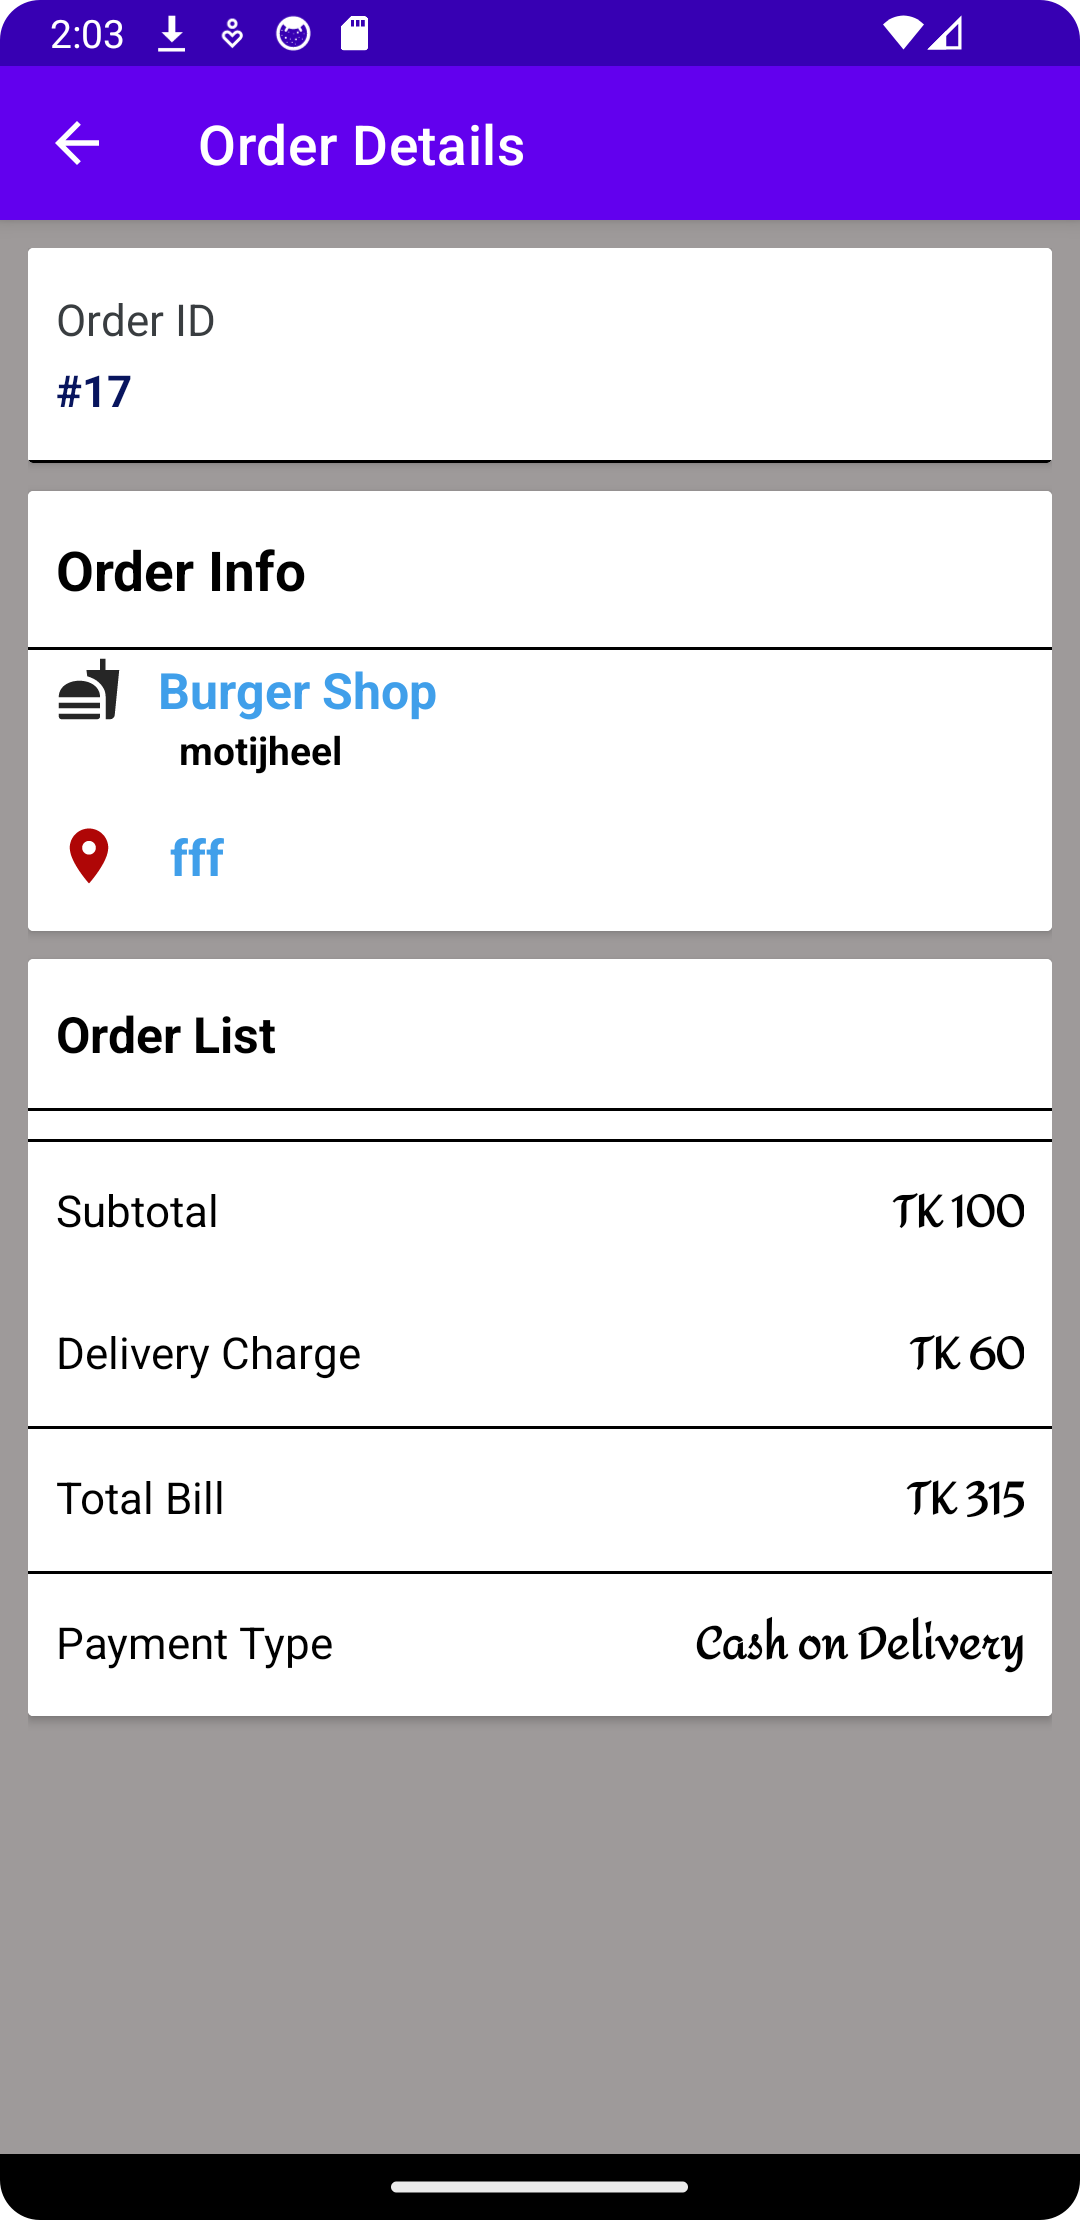 2:03
Order Details
Order ID
#17
Order Info
Burger Shop
motijheel
fff
Order List
Subtotal TK 100
Delivery Charge TK 60
Total Bill TK 315
Payment Type Cash on Delivery